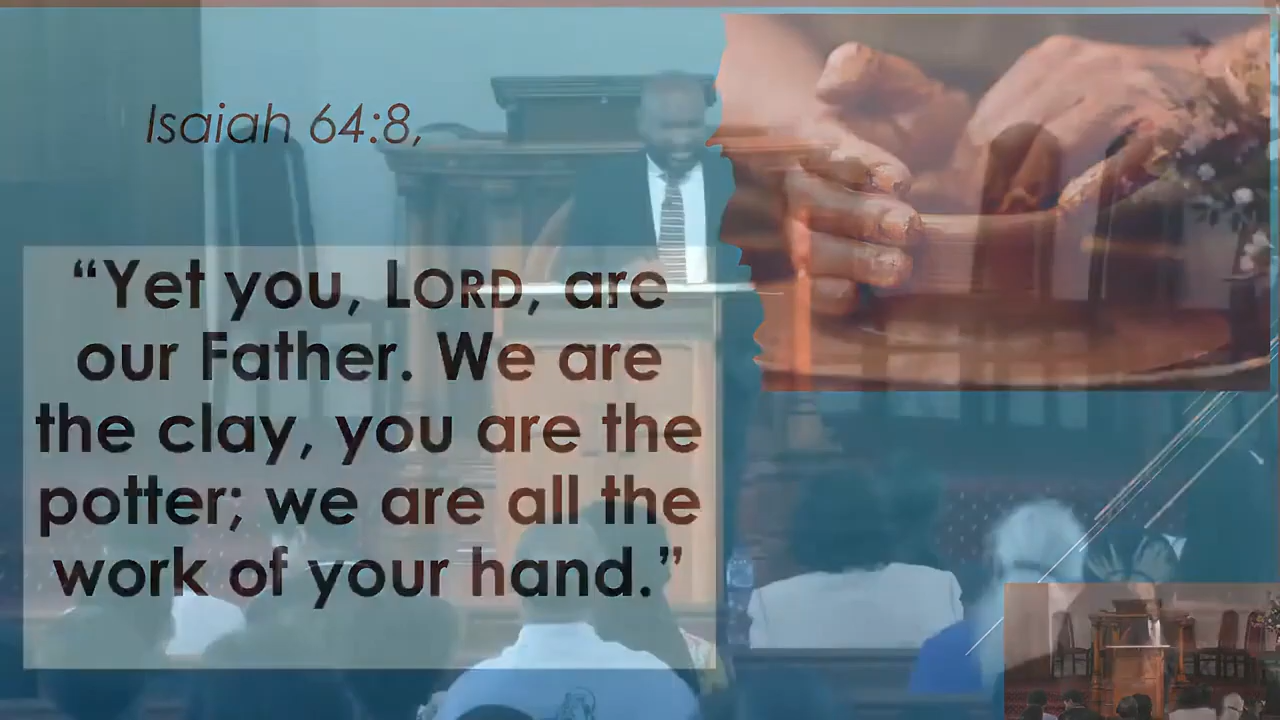 Isaiah 64:8,
“Yet you, LORD, are
our Father. We are
the clay, you are the
potter; we are all the
work of your hand.”